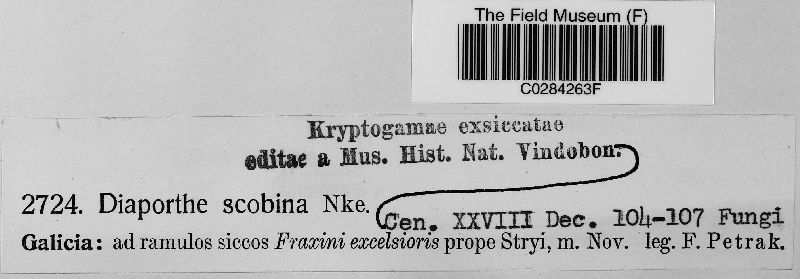 The Field Museum (F)
C0284263F
Kryptogamae exsiccatae
editae a Mus. Hist. Nat. Vindobon.
2724. Diaporthe scobina Nke.
Cen. XXVIII Dec. 104-107 Fungi
Galicia: ad ramulos siccos Fraxini excelsioris prope Stryi, m. Nov. leg. F. Petrak.